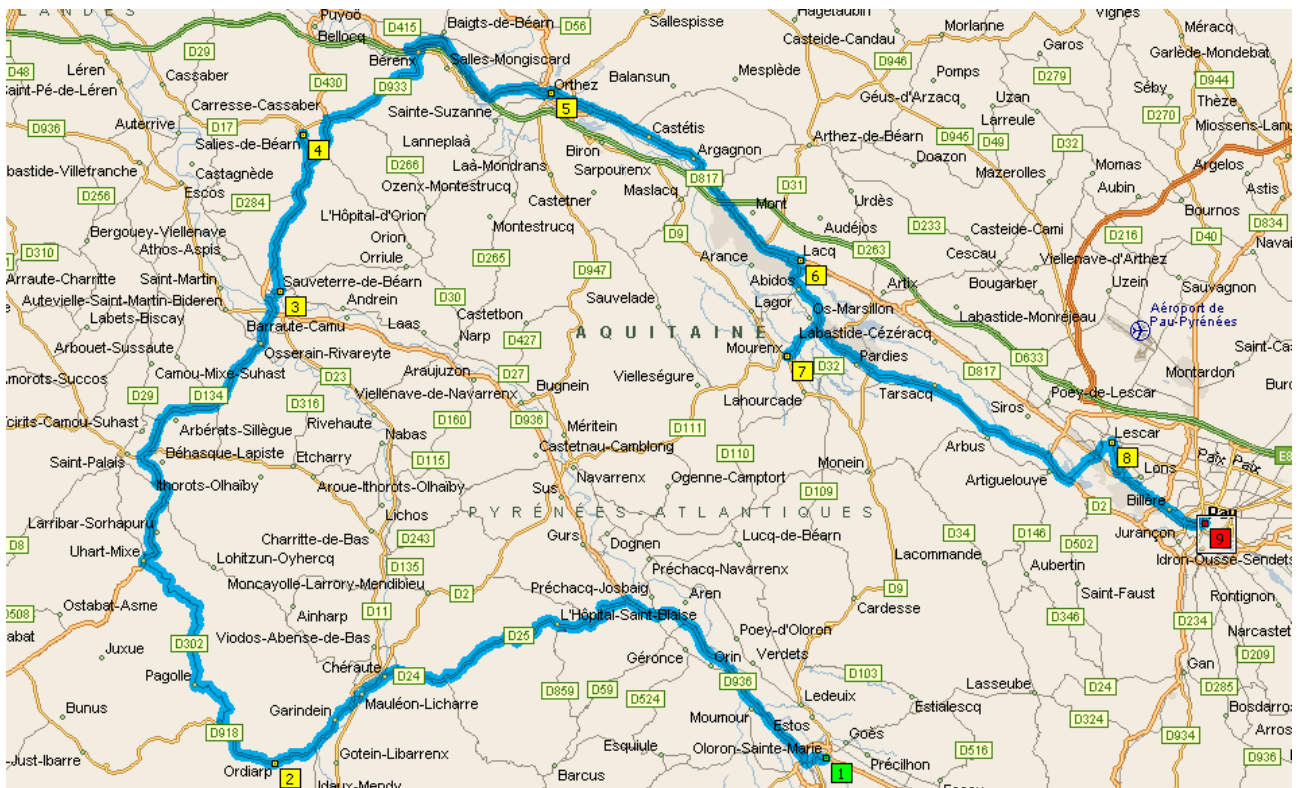 LANDES
Puyoö
D415
Baigts-de-Béarn
D56
Sallespisse
Hagetaubin
Morlanne
Vignes
Méracq
Bellocq
Casteide-Candau
Garos
Garlède-Mondebat
D29
Léren
Cassaber
D48
Saint-Pé-de-Léren
D430
D933
Bérenx
Salles-Mongiscard
Orthez
5
Balansun
Mesplède
D946
Pomps
D279
Séby
D944
Thèze
Carresse-Cassaber
Sainte-Suzanne
Géus-d'Arzacq
Uzan
Larreule
D270
Miossens-Lanu
D936
Auterrive
D17
Salies-de-Béarn
4
Lanneplaà
Castétis
Arthez-de-Béarn
D945
D49
D32
Argelos
Biron
Argagnon
Doazon
Momas
bastide-Villefranche
Castagnède
Escos
D266
Laà-Mondrans
Sarpourenx
D817
D31
Mazerolles
Aubin
Astis
D256
D284
Ozenx-Montestrucq
Castetner
Maslacq
Mont
Urdès
Bournos
D834
L'Hôpital-d'Orion
Montestrucq
D233
Casteide-Cami
D216
D40
Bergouey-Viellenave
Athos-Aspis
Orion
D9
Audéjos
D263
Cescau
Viellenave-d'Arthez
D310
Orriule
D265
D947
Arance
Lacq
6
Uzein
Sauvagnon
Arraute-Charritte
Saint-Martin
Sauveterre-de-Béarn
3
Abidos
Artix
Bougarber
Autevielle-Saint-Martin-Bideren
Andrein
D30
Sauvelade
Lagor
Os-Marsillon
Labastide-Monréjeau
Aéroport de
Pau-Pyrénées
Labets-Biscay
Barraute-Camu
Laas
Castetbon
Narp
AQUITAINE
Labastide-Cézéracq
Arbouet-Sussaute
Osserain-Rivareyte
D427
Mourenx
7
D32
Pardies
D633
Camou-Mixe-Suhast
D23
Araujuzon
D27
Vielleségure
D817
Montardon
D29
D134
Viellenave-de-Navarrenx
Bugnein
Lahourcade
Tarsacq
Siros
Poey-de-Lescar
D316
Rivehaute
D160
D936
Méritein
D111
Lescar
8
Arbérats-Sillègue
Nabas
Castetnau-Camblong
Arbus
Paix
Paix
Saint-Palais
Béhasque-Lapiste
Etcharry
D115
Navarrenx
D110
Monein
Lons
Ithorots-Olhaïby
Aroue-Ithorots-Olhaïby
Sus
Ogenne-Camptort
D109
Artiguelouve
Billère
Lichos
PYRÉNÉES-ATLANTIQUES
D2
Pau
9
Larribar-Sorhapuru
Charritte-de-Bas
D243
Gurs
Dognen
Lucq-de-Béarn
D34
D146
Jurançon
D8
Uhart-Mixe
Lohitzun-Oyhercq
D135
Préchacq-Navarrenx
Lacommande
D502
Idron-Ousse-Sendets
Moncayolle-Larrory-Mendibieu
D2
Préchacq-Josbaig
Aren
D9
Aubertin
Saint-Faust
Rontignon
D508
Ostabat-Asme
Ainharp
D11
L'Hôpital-Saint-Blaise
Cardesse
D346
D234
Juxue
D302
Viodos-Abense-de-Bas
D25
Poey-d'Oloron
Narcastet
Chéraute
Géronce
Orin
Verdets
D209
Pagolle
D24
D859
D59
D524
D936
D103
Lasseube
D24
Gan
D285
Bunus
Garindein
Mauléon-Licharre
Moumour
Ledeuix
Estialescq
D324
Bosdarros
D918
Gotein-Libarrenx
Esquiule
Estos
Goès
D934
Oloron-Sainte-Marie
D516
D936
Ordiarp
2
Barcus
1
Précilhon
Idaux-Mendy